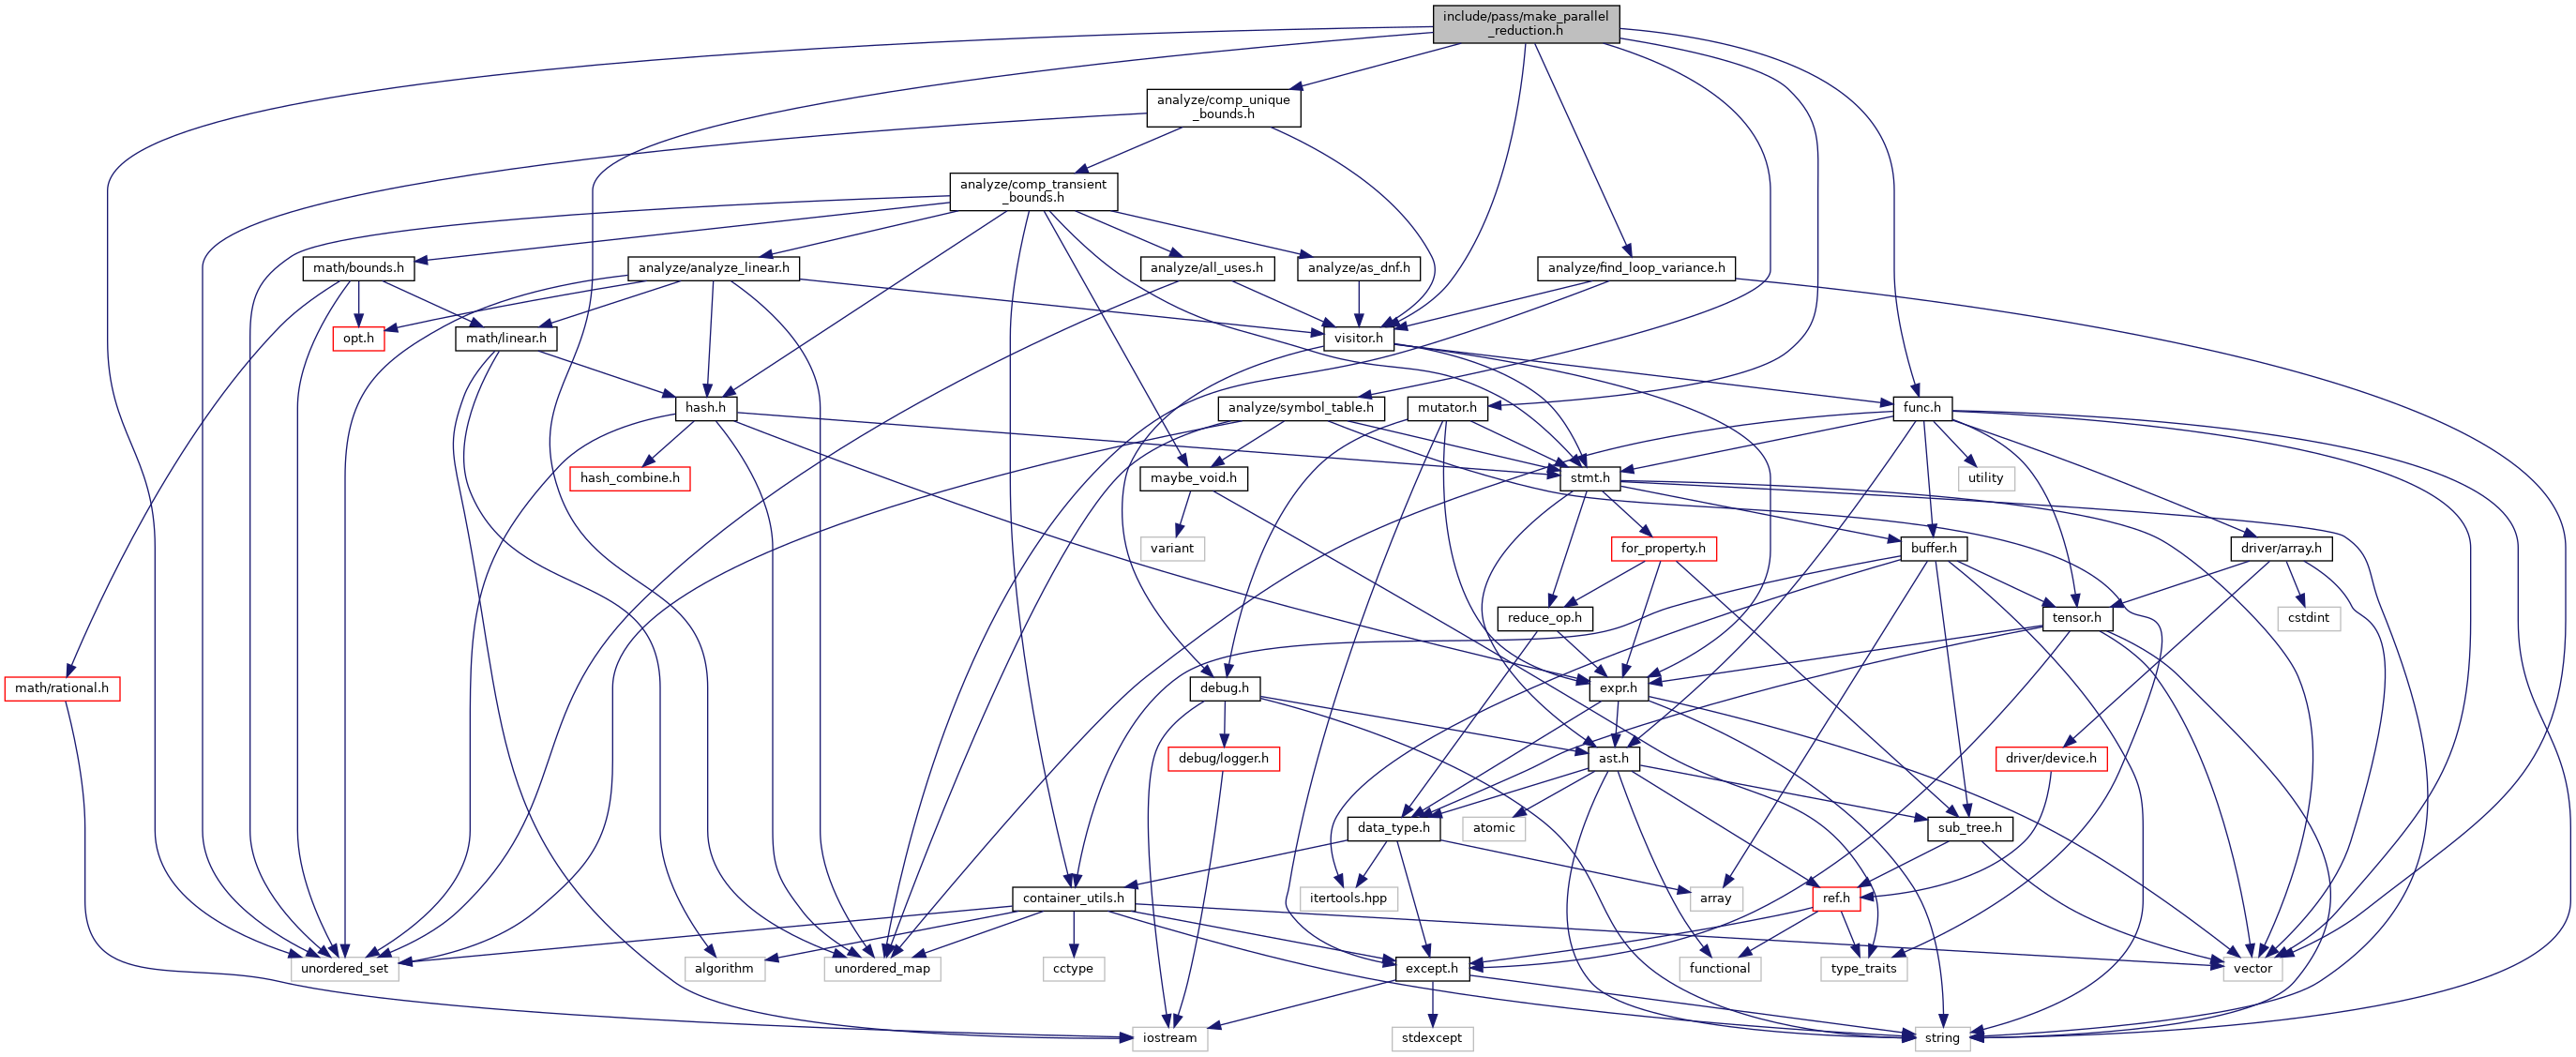 include/pass/make_parallel
_reduction.h
analyze/comp_unique
_bounds.h
analyze/comp_transient
_bounds.h
math/bounds.h
analyze/analyze_linear.h
analyze/all_uses.h
analyze/as_dnf.h
analyze/find_loop_variance.h
opt.h
math/linear.h
visitor.h
hash.h
analyze/symbol_table.h
mutator.h
func.h
hash_combine.h
maybe_void.h
stmt.h
utility
variant
for_property.h
buffer.h
driver/array.h
reduce_op.h
tensor.h
cstdint
math/rational.h
debug.h
expr.h
debug/logger.h
ast.h
driver/device.h
data_type.h
atomic
sub_tree.h
container_utils.h
itertools.hpp
array
ref.h
unordered_set
algorithm
unordered_map
cctype
except.h
functional
type_traits
vector
iostream
stdexcept
string